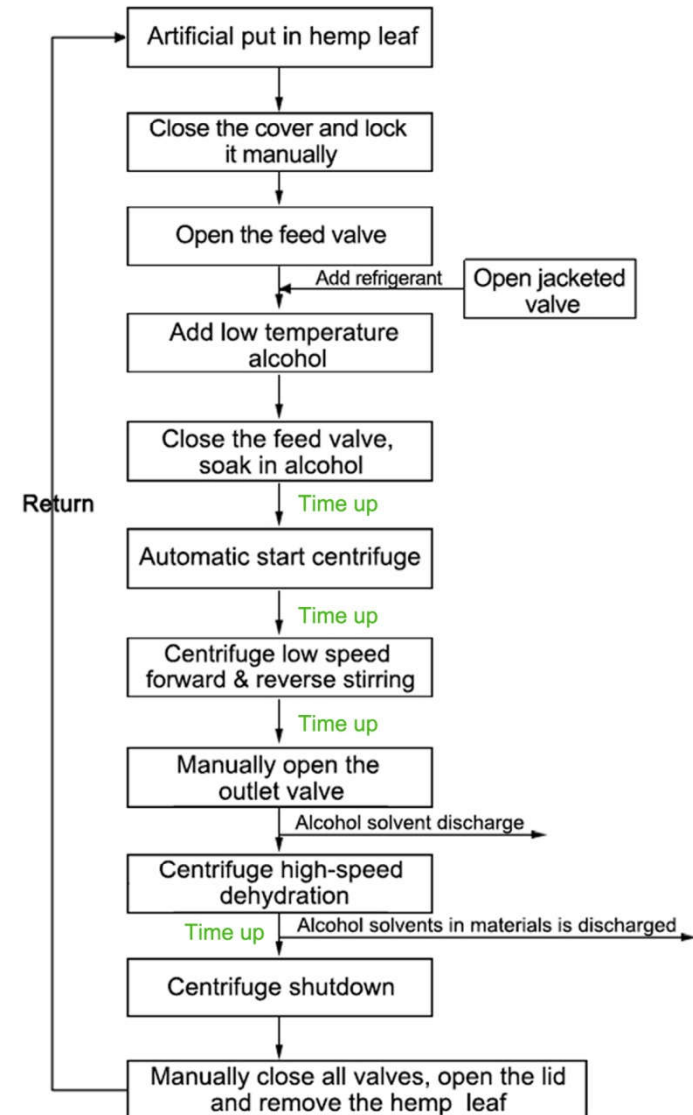 Artificial put in hemp leaf
Close the cover and lock
it manually
Open the feed valve
Add refrigerant
Open jacketed
valve
Add low temperature
alcohol
Close the feed valve,
soak in alcohol
Return
Time up
Automatic start centrifuge
Time up
Centrifuge low speed
forward & reverse stirring
Time up
Manually open the
outlet valve
Alcohol solvent discharge
Centrifuge high-speed
dehydration
Time up
Alcohol solvents in materials is discharged
Centrifuge shutdown
Manually close all valves, open the lid
and remove the hemp leaf